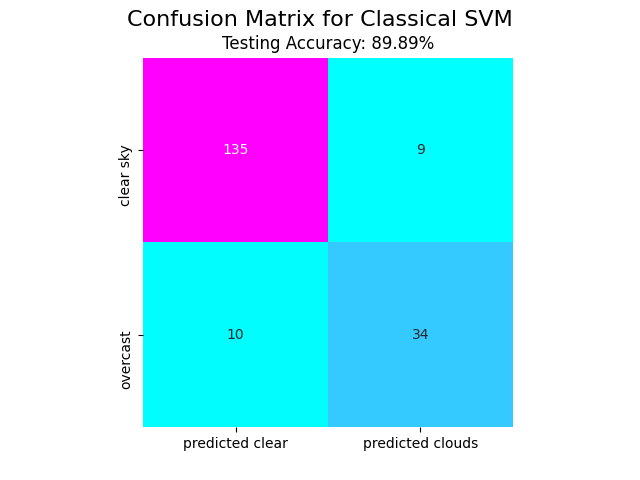 Confusion Matrix for Classical SVM
Testing Accuracy: 89.89%
clear sky
135
9
overcast
10
34
predicted clear
predicted clouds